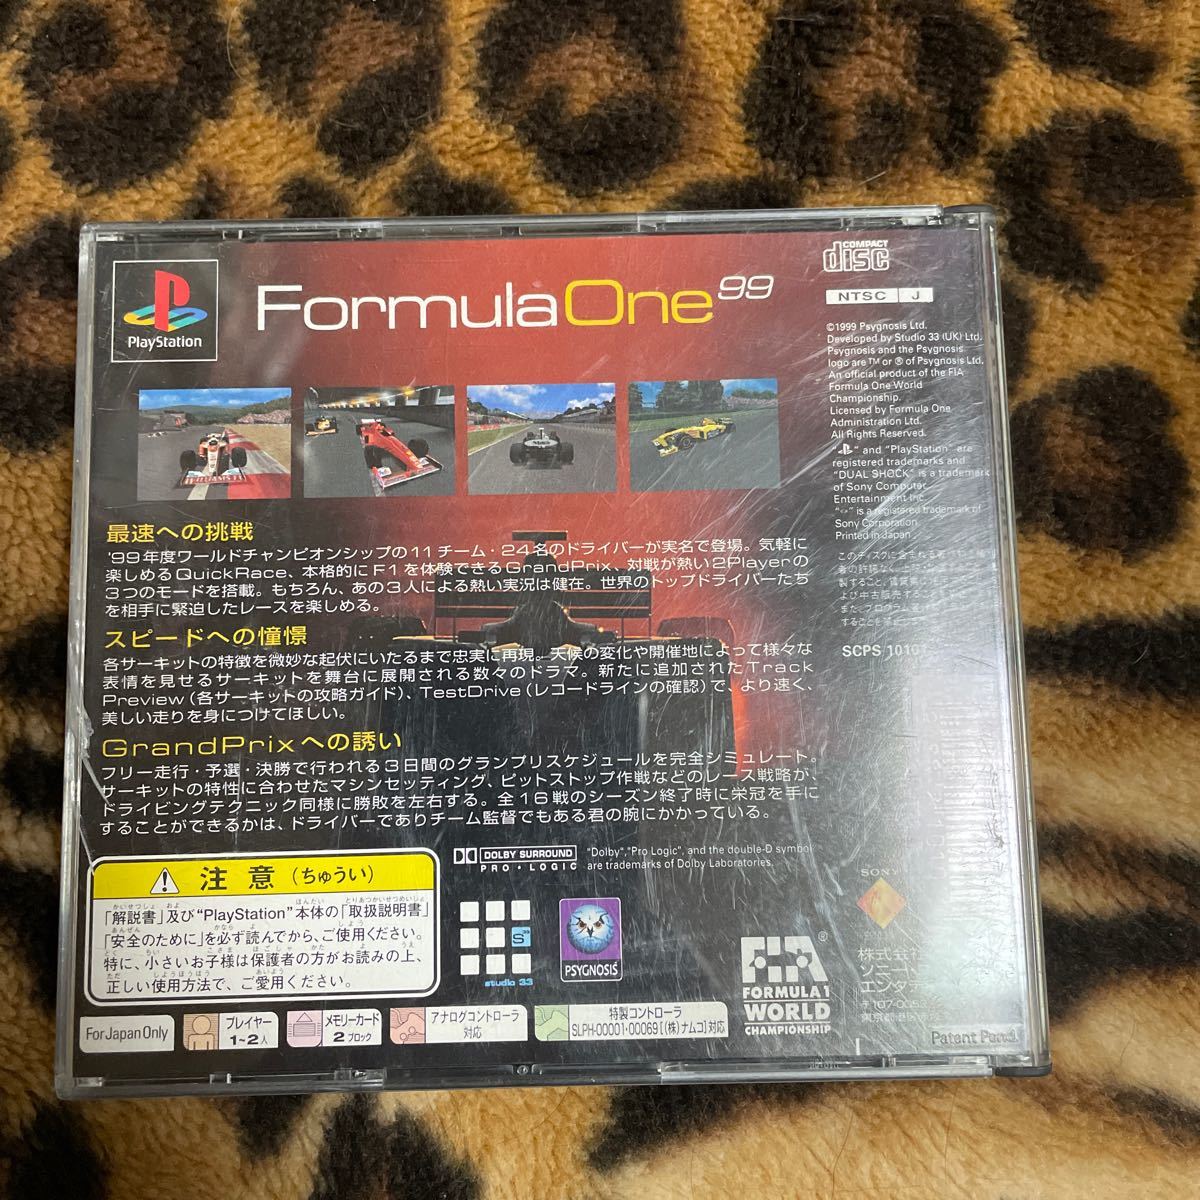 PlayStation
Formula One 99
COMPACT
disc
NTSC J
©1999 Psygnosis Ltd.
Developed by Studio 33 (UK) Ltd.
Psygnosis and the Psygnosis
logo are ™ or ® of Psygnosis Ltd.
An official product of the FIA
Formula One World
Championship.
Licensed by Formula One
Administration Ltd.
All Rights Reserved.
" " and "PlayStation" are
registered trademarks and
"DUAL SHOCK" is a trademark
of Sony Computer
Entertainment Inc.
" " is a registered trademark of
Sony Corporation.
Printed in Japan
SCPS 10101
最速への挑戦
'99年度ワールドチャンピオンシップの11チーム・24名のドライバーが実名で登場。気軽に
楽しめるQuickRace、本格的にF1を体験できるGrandPrix、対戦が熱い2Playerの
3つのモードを搭載。もちろん、あの3人による熱い実況は健在。世界のトップドライバーたち
を相手に緊迫したレースを楽しめる。
スピードへの憧憬
各サーキットの特徴を微妙な起伏にいたるまで忠実に再現。天候の変化や開催地によって様々な
表情を見せるサーキットを舞台に展開される数々のドラマ。新たに追加されたTrack
Preview(各サーキットの攻略ガイド)、TestDrive(レコードラインの確認)で、より速く、
美しい走りを身につけてほしい。
GrandPrixへの誘い
フリー走行・予選・決勝で行われる3日間のグランプリスケジュールを完全シミュレート。
サーキットの特性に合わせたマシンセッティング、ピットストップ作戦などのレース戦略が、
ドライビングテクニック同様に勝敗を左右する。全16戦のシーズン終了時に栄冠を手に
することができるかは、ドライバーでありチーム監督でもある君の腕にかかっている。
DOLBY SURROUND
PRO・LOGIC
"Dolby","Pro Logic", and the double-D symbol
are trademarks of Dolby Laboratories.
注意(ちゅうい)
「解説書」及び"PlayStation"本体の「取扱説明書」
「安全のために」を必ず読んでから、ご使用ください。
特に、小さいお子様は保護者の方がお読みの上、
正しい使用方法で、ご愛用ください。
studio 33
PSYGNOSIS
FIA®
FORMULA 1
WORLD
CHAMPIONSHIP
SONY
株式会社
ソニー
エンタテ
Patent Pend.
For Japan Only
プレイヤー
1~2人
メモリーカード
2ブロック
アナログコントローラ
対応
特製コントローラ
SLPH-00001・00069[(株)ナムコ]対応